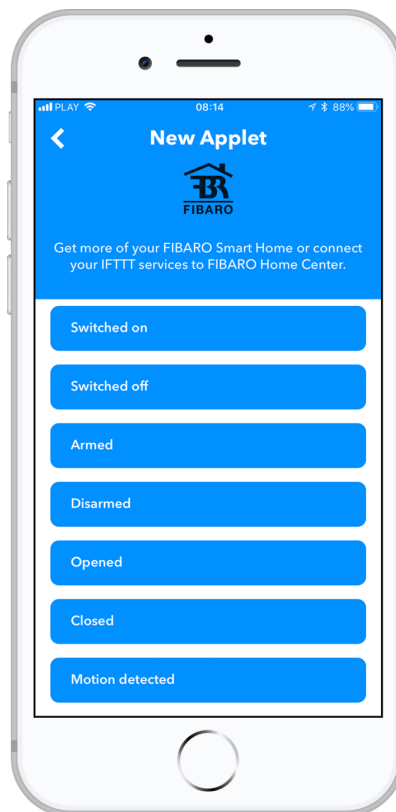 PLAY 08:14 88%
New Applet
FIBARO
Get more of your FIBARO Smart Home or connect
your IFTTT services to FIBARO Home Center.
Switched on
Switched off
Armed
Disarmed
Opened
Closed
Motion detected